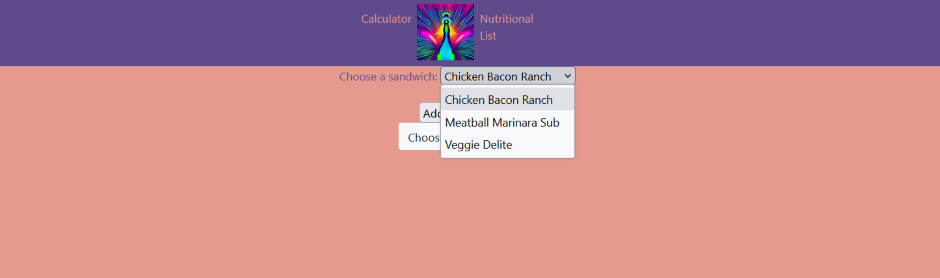 Calculator
Nutritional
List
Choose a sandwich: Chicken Bacon Ranch
Chicken Bacon Ranch
Add
Meatball Marinara Sub
Choos
Veggie Delite